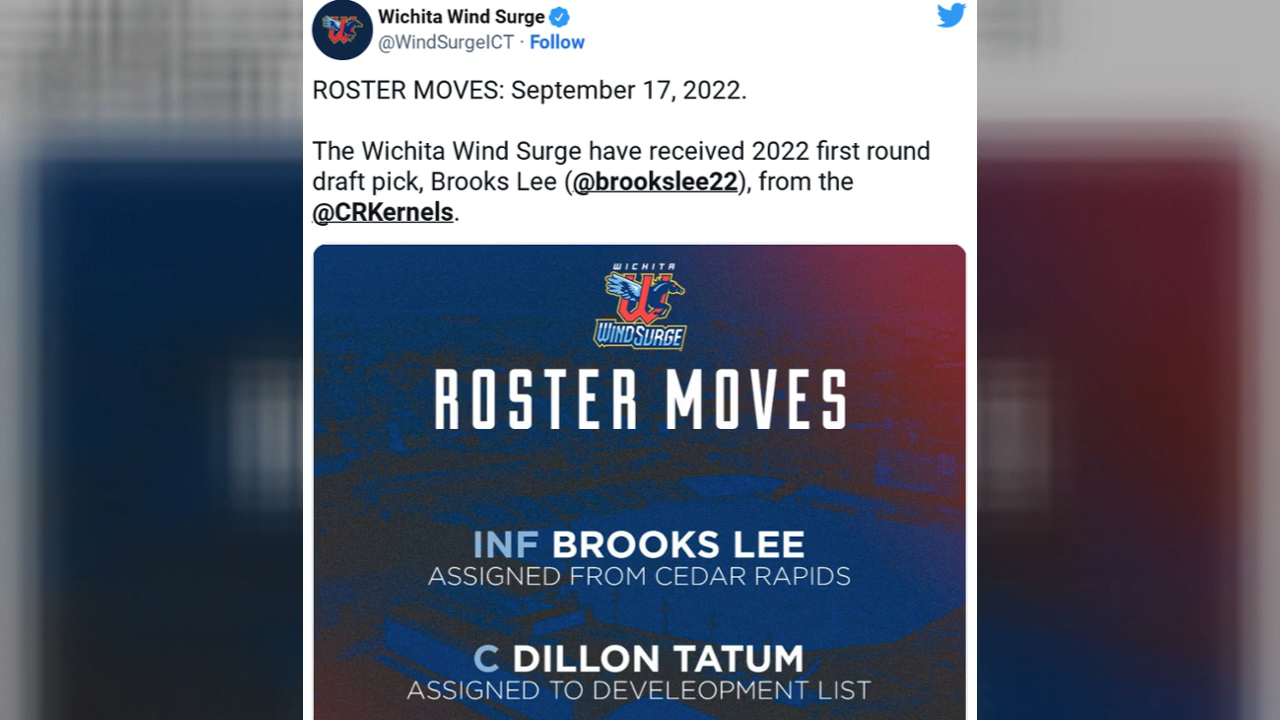 Wichita Wind Surge
@WindSurgeICT · Follow
ROSTER MOVES: September 17, 2022.
The Wichita Wind Surge have received 2022 first round
draft pick, Brooks Lee (@brookslee22), from the
@CRKernels.
WICHITA
W
WINDSURGE
ROSTER MOVES
INF BROOKS LEE
ASSIGNED FROM CEDAR RAPIDS
C DILLON TATUM
ASSIGNED TO DEVELEOPMENT LIST